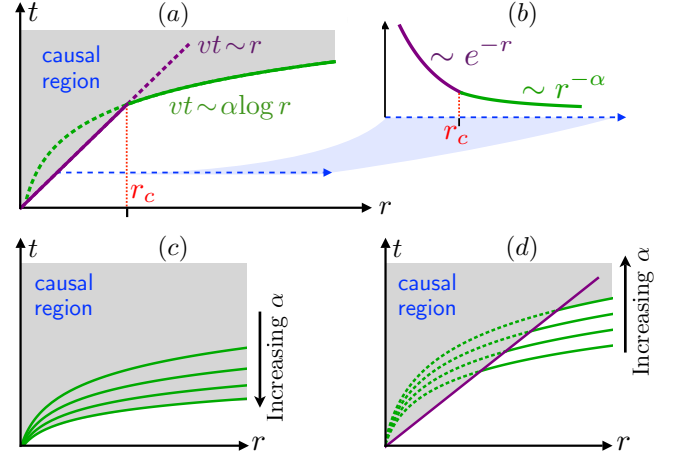 t (a)
causal
region
vt ~ r
vt ~ α log r
r_c
r
(b)
~ e^{-r}
~ r^{-α}
r_c
t (c)
causal
region
Increasing α
r
t (d)
causal
region
Increasing α
r